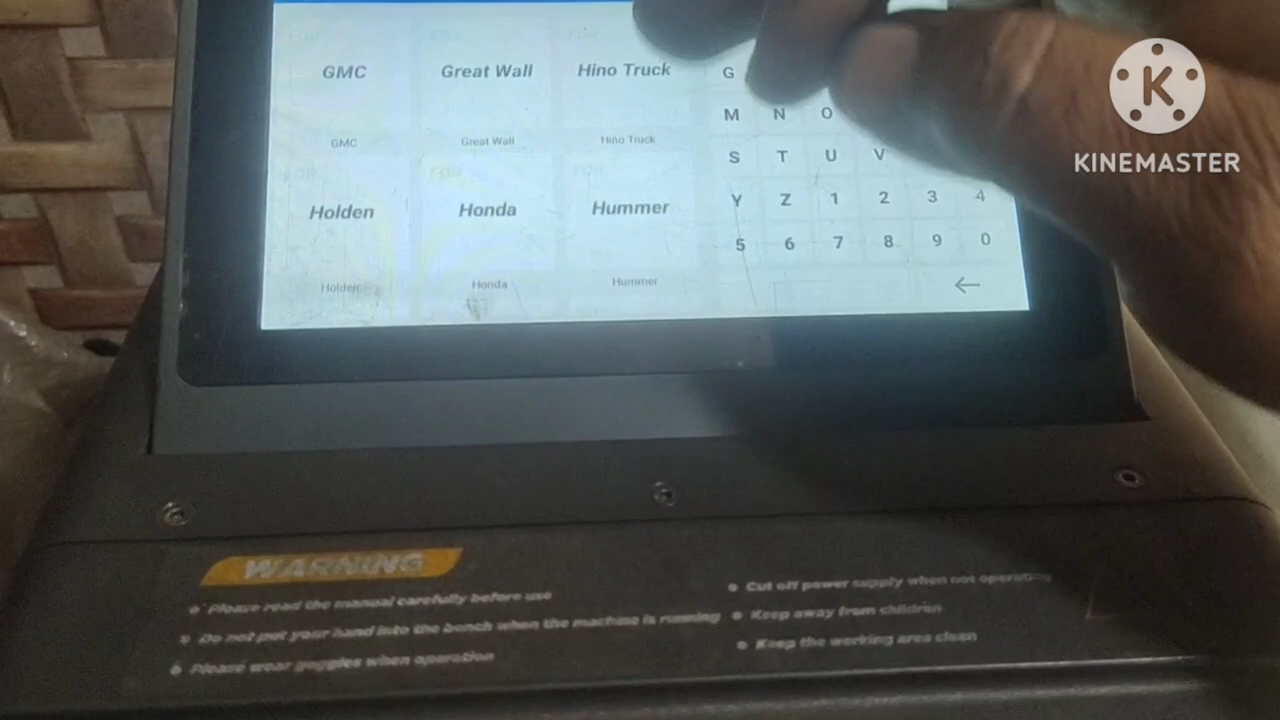 GMC Great Wall Hino Truck G
M N O
GMC Great Wall Hino Truck
S T U V
FOR FOR FOR
Y Z 1 2 3 4
Holden Honda Hummer
5 6 7 8 9 0
Holden Honda Hummer
←
K
KINEMASTER
WARNING
Please read the manual carefully before use
Do not put your hand into the bench when the machine is running
Please wear goggles when operation
Cut off power supply when not operating
Keep away from children
Keep the working area clean